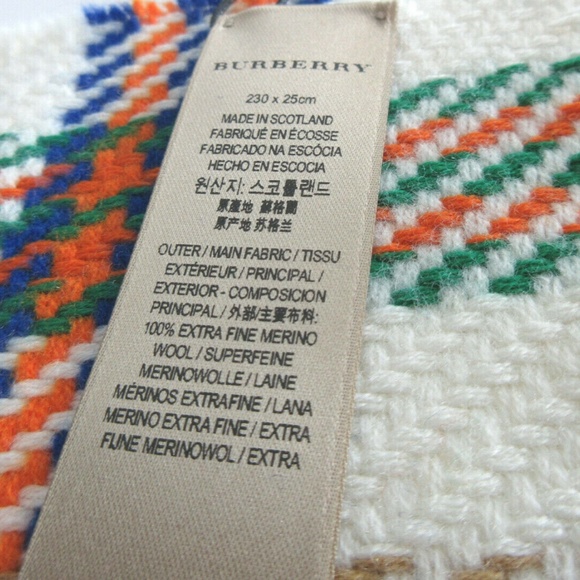 BURBERRY
230 x 25cm
MADE IN SCOTLAND
FABRIQUÉ EN ÉCOSSE
FABRICADO NA ESCÓCIA
HECHO EN ESCOCIA
원산지: 스코틀랜드
原產地 蘇格蘭
原产地 苏格兰
OUTER / MAIN FABRIC / TISSU
EXTÉRIEUR / PRINCIPAL /
EXTERIOR - COMPOSICION
PRINCIPAL / 外部/主要布料:
100% EXTRA FINE MERINO
WOOL / SUPERFEINE
MERINOWOLLE / LAINE
MÉRINOS EXTRAFINE / LANA
MERINO EXTRA FINE / EXTRA
FIJNE MERINOWOL / EXTRA